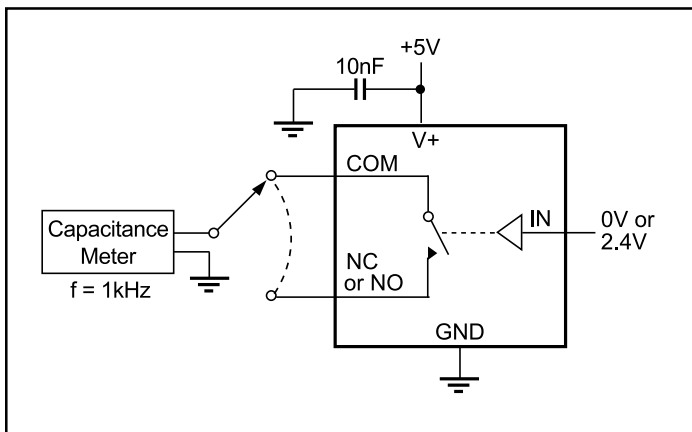 +5V
10nF
V+
COM
IN
0V or
2.4V
Capacitance
Meter
f = 1kHz
NC
or NO
GND